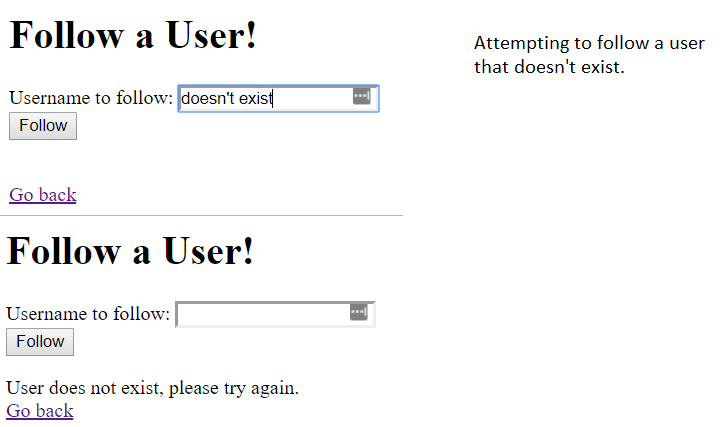 Follow a User!
Attempting to follow a user
that doesn't exist.
Username to follow: doesn't exist
Follow
Go back
Follow a User!
Username to follow:
Follow
User does not exist, please try again.
Go back